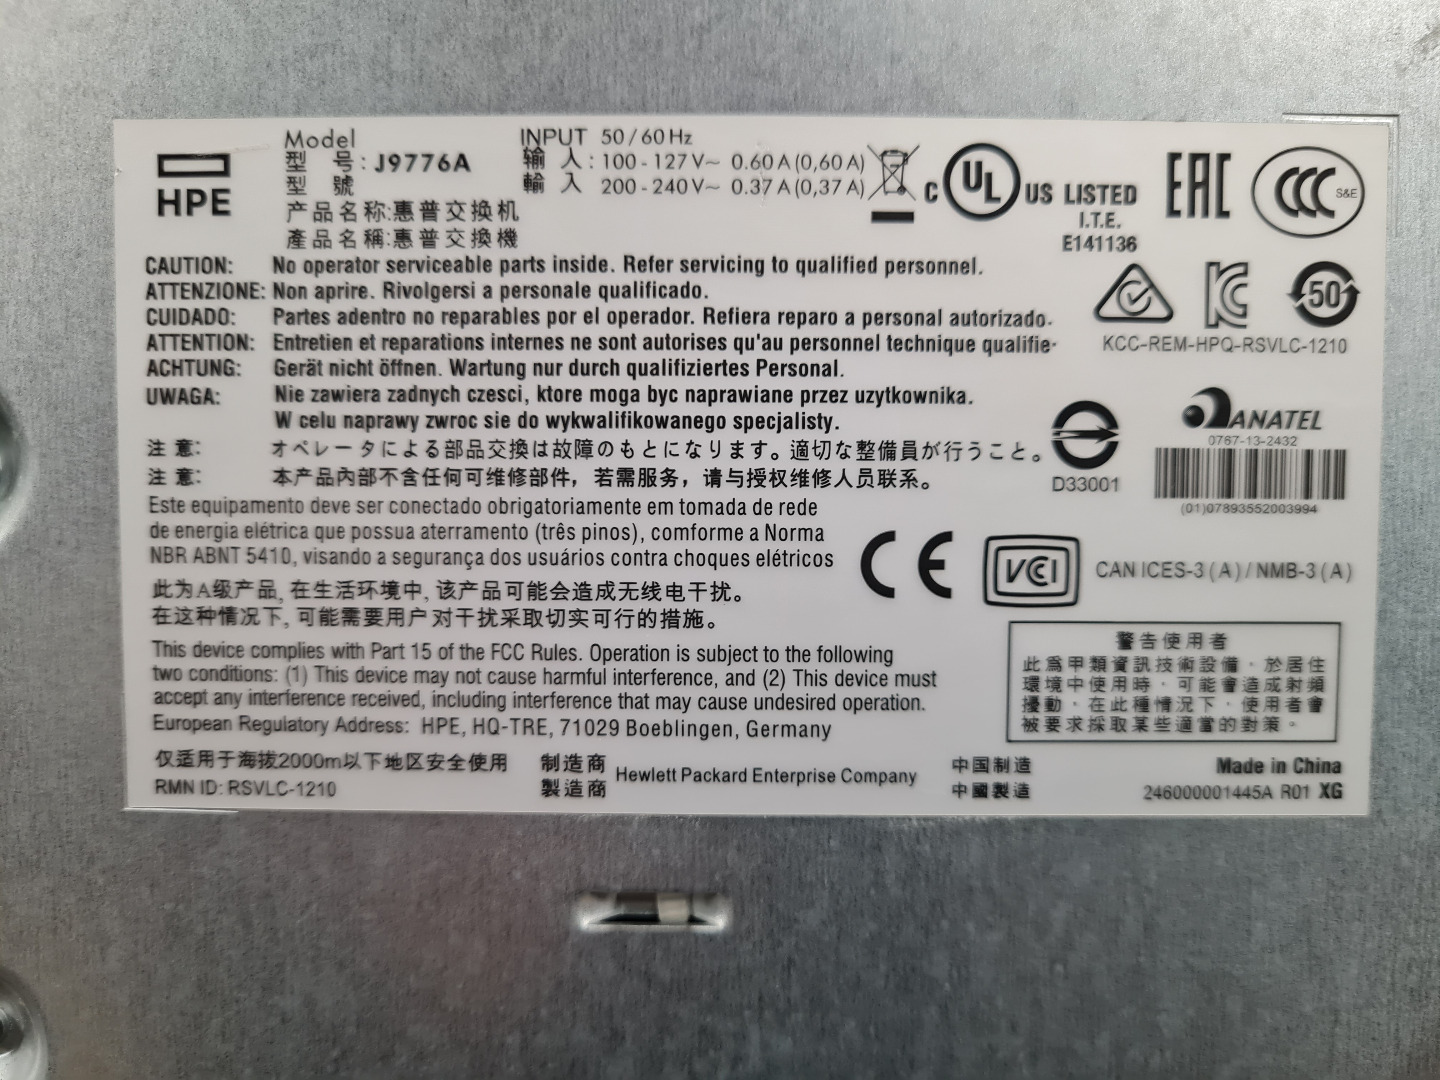 HPE
Model
型 号 : J9776A
型 號
产品名称:惠普交换机
產品名稱:惠普交換機
INPUT 50/60 Hz
输 入 : 100-127V~ 0.60A(0,60A)
輸 入 200-240V~ 0.37A(0,37A)
C UL US LISTED
I.T.E.
E141136
EAC
CCC S&E
CAUTION: No operator serviceable parts inside. Refer servicing to qualified personnel.
ATTENZIONE: Non aprire. Rivolgersi a personale qualificado.
CUIDADO: Partes adentro no reparables por el operador. Refiera reparo a personal autorizado.
ATTENTION: Entretien et reparations internes ne sont autorises qu'au personnel technique qualifie.
ACHTUNG: Gerät nicht öffnen. Wartung nur durch qualifiziertes Personal.
UWAGA: Nie zawiera zadnych czesci, ktore moga byc naprawiane przez uzytkownika.
W celu naprawy zwroc sie do wykwalifikowanego specjalisty.
注 意: オペレータによる部品交換は故障のもとになります。適切な整備員が行うこと。
注 意: 本产品内部不含任何可维修部件，若需服务，请与授权维修人员联系。
KC
50
KCC-REM-HPQ-RSVLC-1210
D33001
ANATEL
0767-13-2432
(01)07893552003994
Este equipamento deve ser conectado obrigatoriamente em tomada de rede
de energia elétrica que possua aterramento (três pinos), comforme a Norma
NBR ABNT 5410, visando a segurança dos usuários contra choques elétricos
此为A级产品, 在生活环境中, 该产品可能会造成无线电干扰。
在这种情况下, 可能需要用户对干扰采取切实可行的措施。
CE
VCI
CAN ICES-3 (A) / NMB-3 (A)
This device complies with Part 15 of the FCC Rules. Operation is subject to the following
two conditions: (1) This device may not cause harmful interference, and (2) This device must
accept any interference received, including interference that may cause undesired operation.
European Regulatory Address: HPE, HQ-TRE, 71029 Boeblingen, Germany
警告使用者
此為甲類資訊技術設備，於居住
環境中使用時，可能會造成射頻
擾動，在此種情況下，使用者會
被要求採取某些適當的對策。
仅适用于海拔2000m以下地区安全使用
RMN ID: RSVLC-1210
制造商
製造商
Hewlett Packard Enterprise Company
中国制造
中國製造
Made in China
246000001445A R01 XG